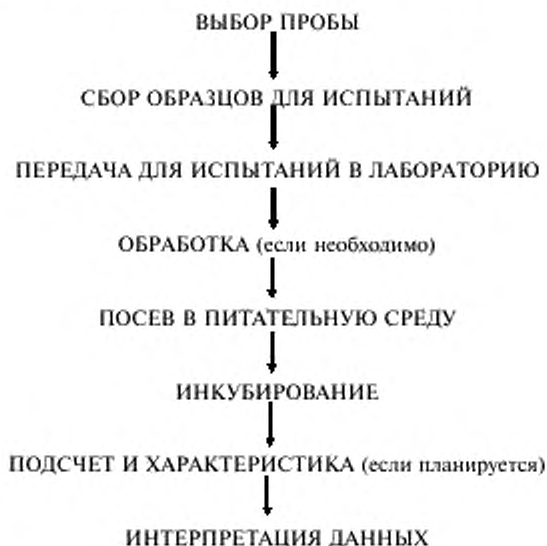 ВЫБОР ПРОБЫ
СБОР ОБРАЗЦОВ ДЛЯ ИСПЫТАНИЙ
ПЕРЕДАЧА ДЛЯ ИСПЫТАНИЙ В ЛАБОРАТОРИЮ
ОБРАБОТКА (если необходимо)
ПОСЕВ В ПИТАТЕЛЬНУЮ СРЕДУ
ИНКУБИРОВАНИЕ
ПОДСЧЕТ И ХАРАКТЕРИСТИКА (если планируется)
ИНТЕРПРЕТАЦИЯ ДАННЫХ